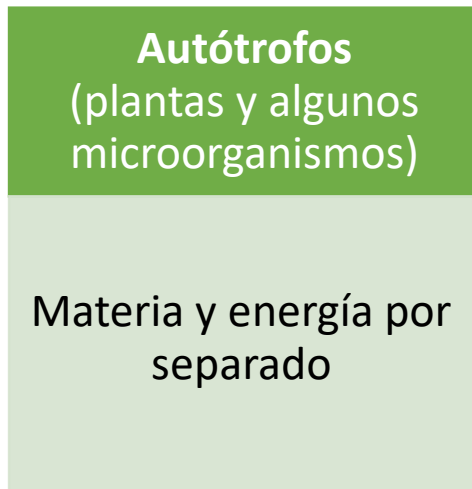 Autótrofos
(plantas y algunos
microorganismos)
Materia y energía por
separado